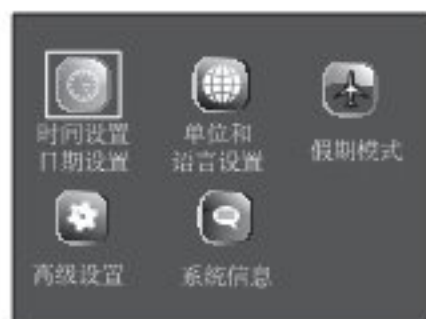 时间设置
日期设置
单位和
语言设置
假期模式
高级设置
系统信息